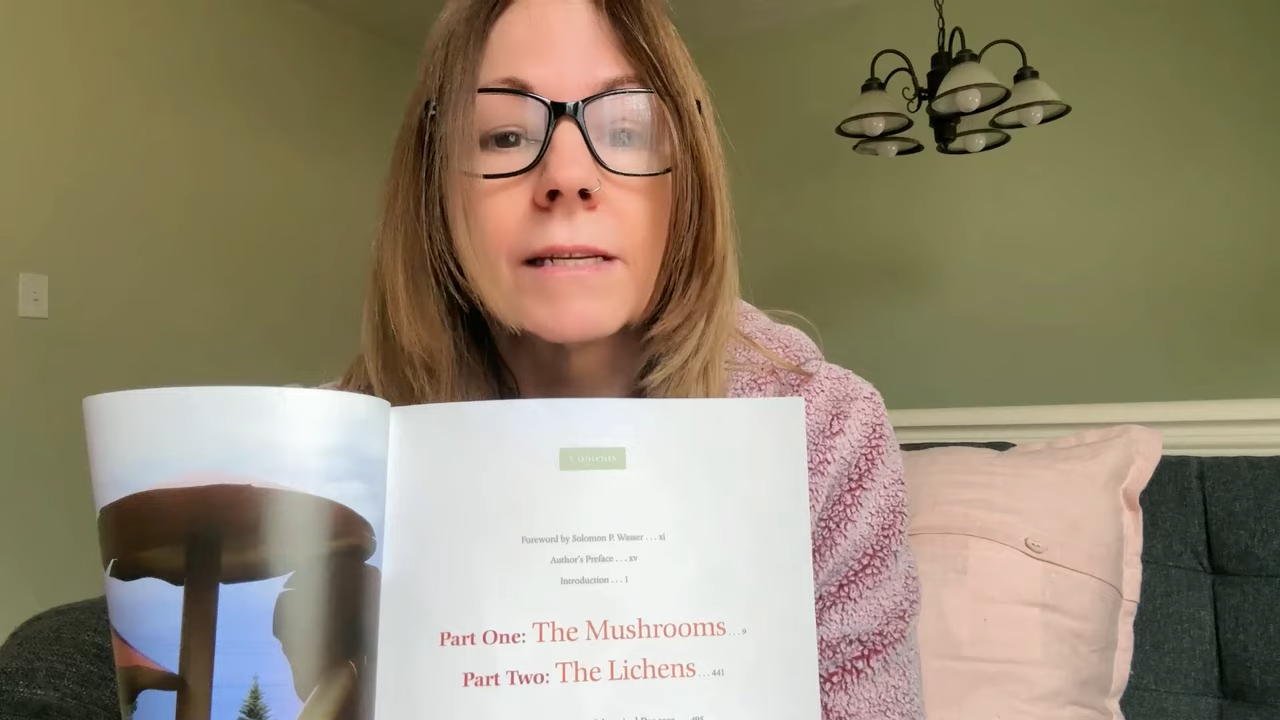 Contents
Foreword by Solomon P. Wasser . . . xi
Author's Preface . . . xv
Introduction . . . 1
Part One: The Mushrooms . . . 9
Part Two: The Lichens . . . 441